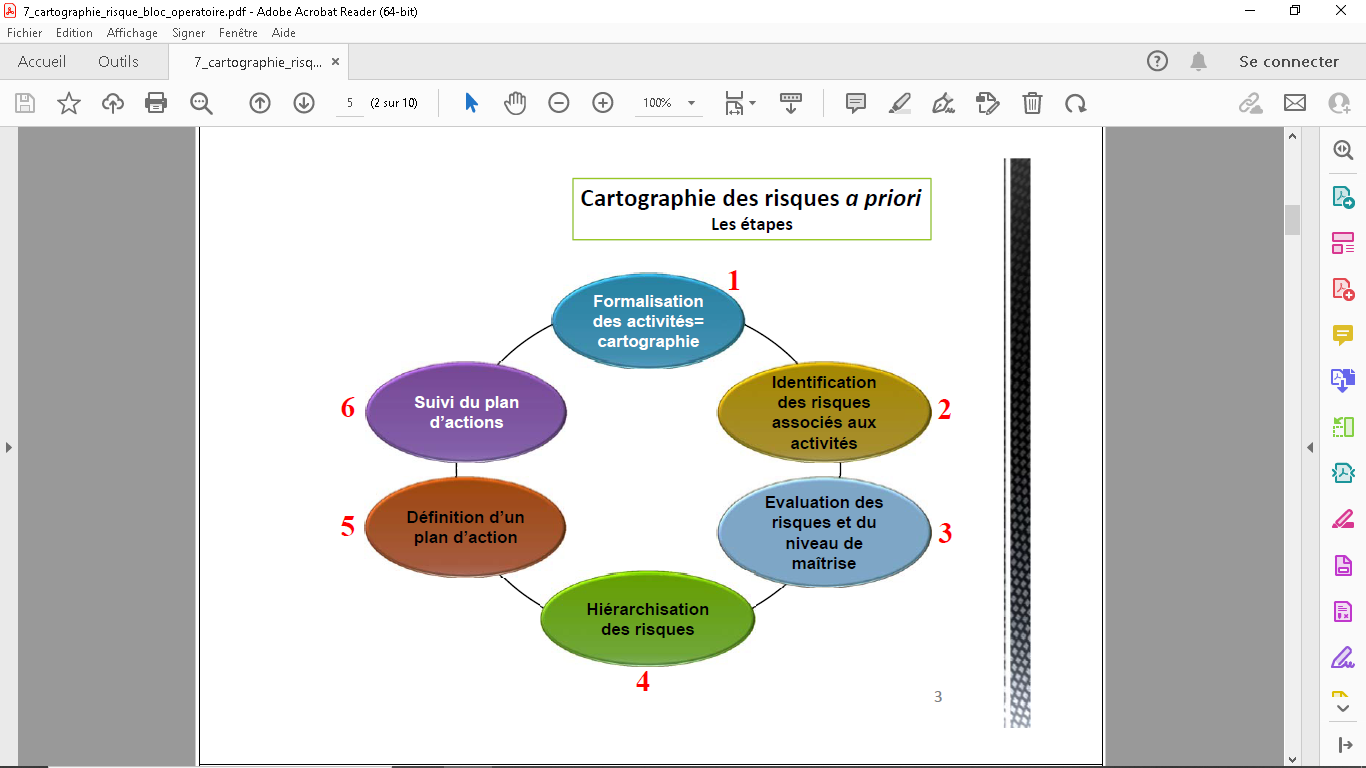 7_cartographie_risque_bloc_operatoire.pdf - Adobe Acrobat Reader (64-bit)
Fichier Edition Affichage Signer Fenêtre Aide
Accueil Outils 7_cartographie_risq... Se connecter
5 (2 sur 10) 100%
Cartographie des risques a priori
Les étapes
1
Formalisation
des activités=
cartographie
2
Identification
des risques
associés aux
activités
3
Evaluation des
risques et du
niveau de
maîtrise
Hiérarchisation
des risques
4
5
Définition d'un
plan d'action
6
Suivi du plan
d'actions
3